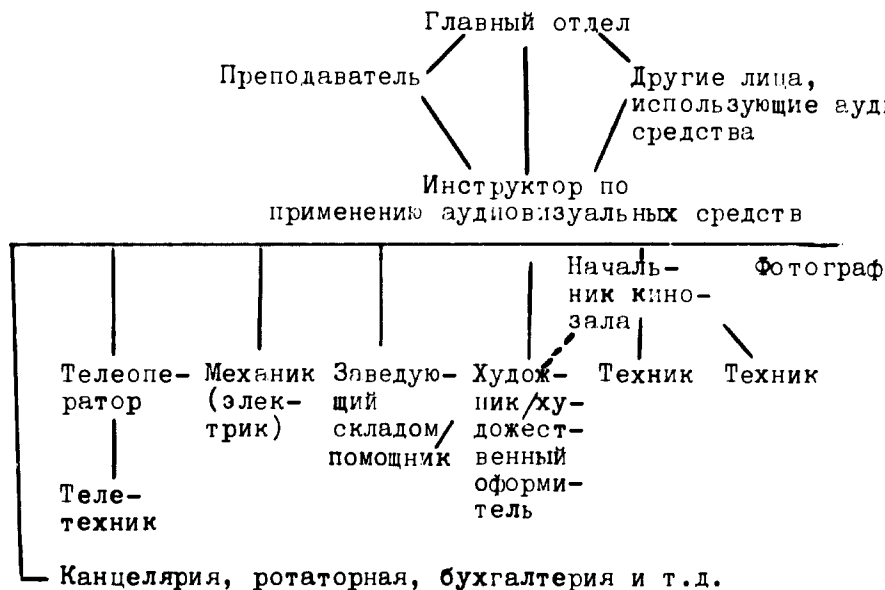 Главный отдел
Преподаватель
Другие лица,
использующие ауди
средства
Инструктор по
применению аудиовизуальных средств
Началь-
ник кино-
зала
Фотограф
Телеопе-
ратор
Механик
(элек-
трик)
Заведую-
щий
складом/
помощник
Худож-
ник/ху-
дожест-
венный
оформи-
тель
Техник
Техник
Теле-
техник
Канцелярия, ротаторная, бухгалтерия и т.д.